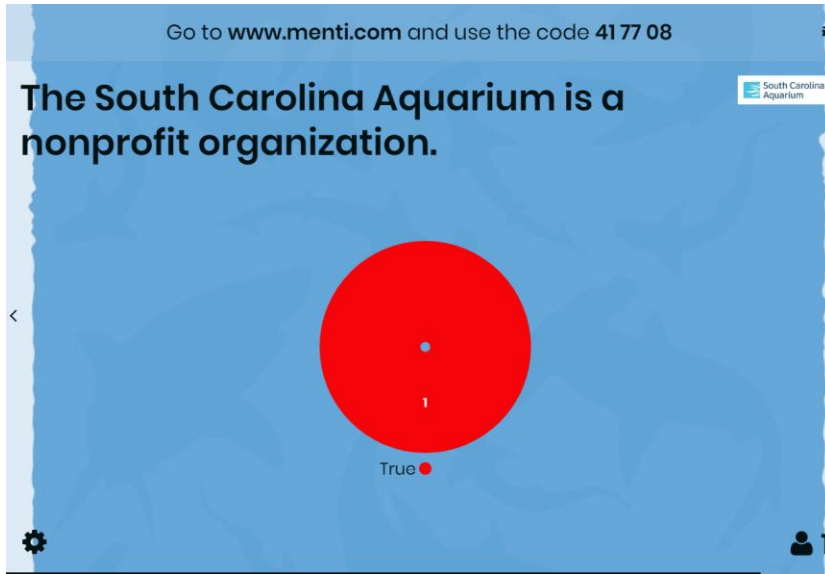 Go to www.menti.com and use the code 41 77 08
South Carolina
Aquarium
The South Carolina Aquarium is a
nonprofit organization.
1
True